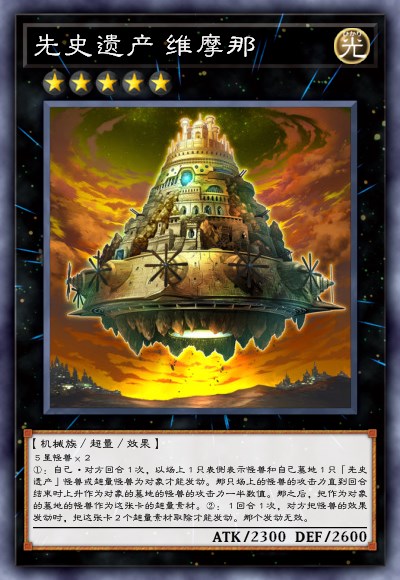 先史遗产 维摩那
光
ひかり
【机械族／超量／效果】
５星怪兽×２
①：自己·对方回合１次，以场上１只表侧表示怪兽和自己墓地１只「先史
遗产」怪兽或超量怪兽为对象才能发动。那只场上的怪兽的攻击力直到回合
结束时上升作为对象的墓地的怪兽的攻击力一半数值。那之后，把作为对象
的墓地的怪兽作为这张卡的超量素材。②：１回合１次，对方把怪兽的效果
发动时，把这张卡２个超量素材取除才能发动。那个发动无效。
ATK/2300 DEF/2600